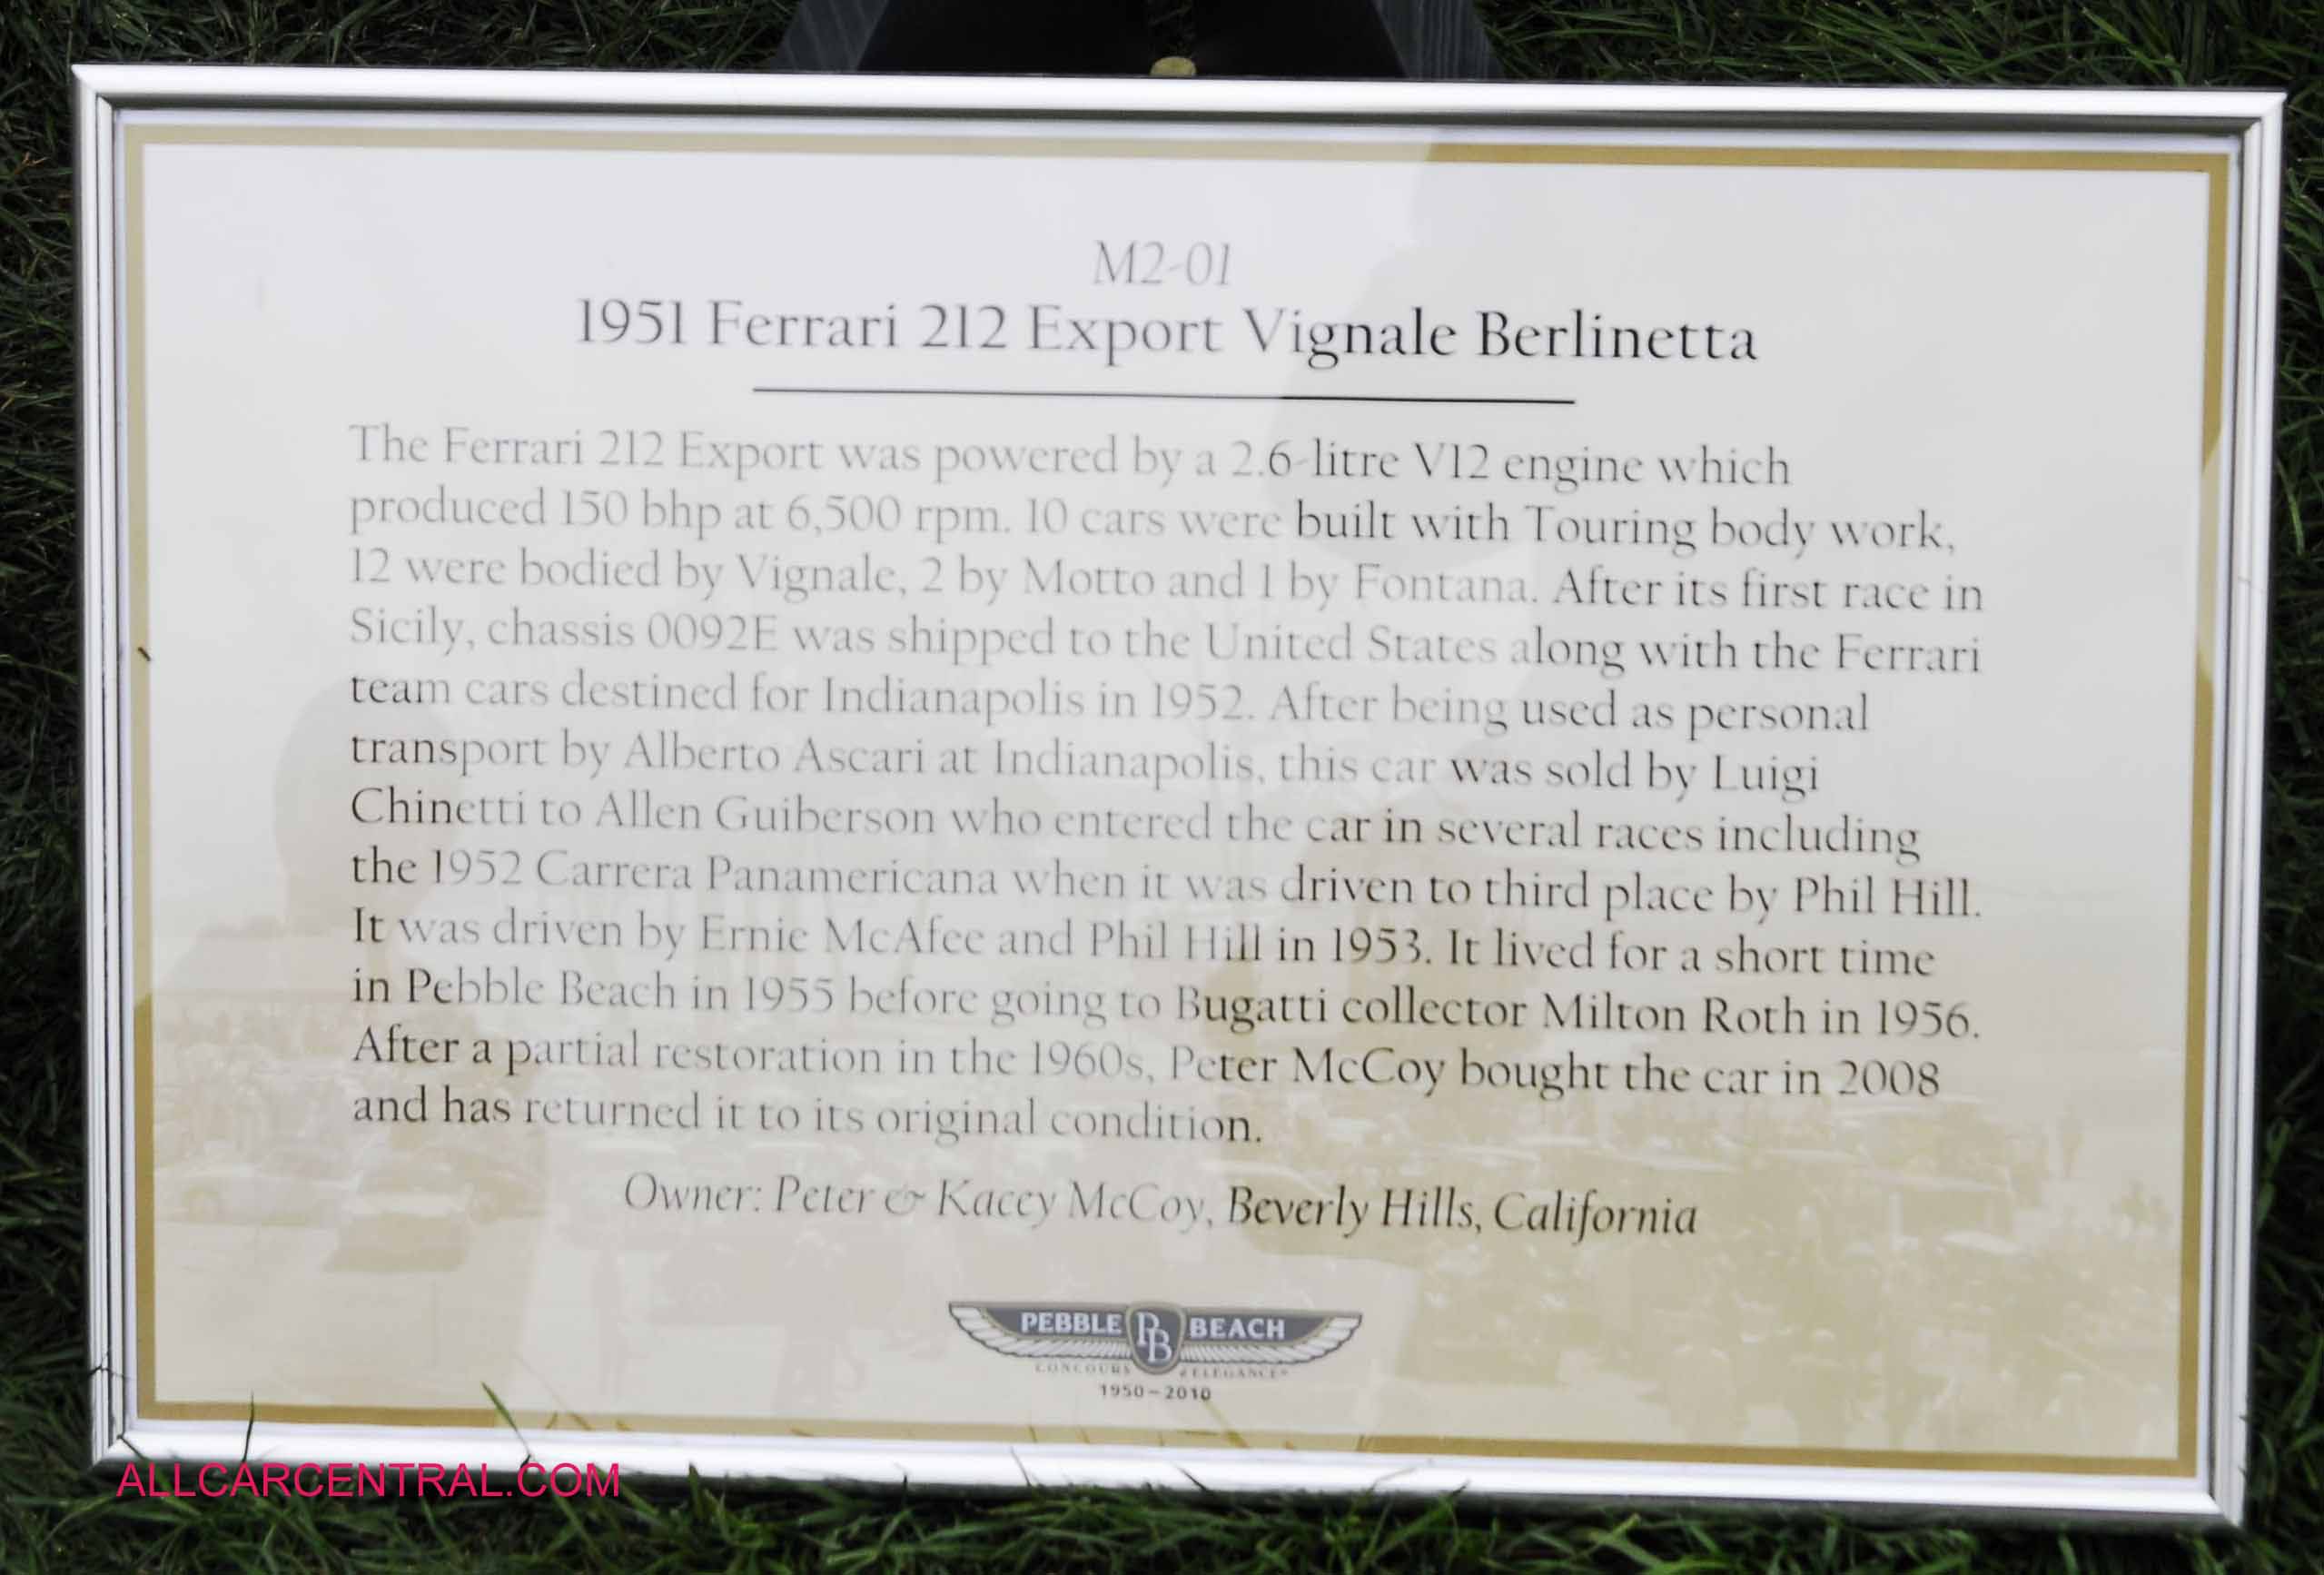 M2-01
1951 Ferrari 212 Export Vignale Berlinetta
The Ferrari 212 Export was powered by a 2.6-litre V12 engine which
produced 150 bhp at 6,500 rpm. 10 cars were built with Touring body work,
12 were bodied by Vignale, 2 by Motto and 1 by Fontana. After its first race in
Sicily, chassis 0092E was shipped to the United States along with the Ferrari
team cars destined for Indianapolis in 1952. After being used as personal
transport by Alberto Ascari at Indianapolis, this car was sold by Luigi
Chinetti to Allen Guiberson who entered the car in several races including
the 1952 Carrera Panamericana when it was driven to third place by Phil Hill.
It was driven by Ernie McAfee and Phil Hill in 1953. It lived for a short time
in Pebble Beach in 1955 before going to Bugatti collector Milton Roth in 1956.
After a partial restoration in the 1960s, Peter McCoy bought the car in 2008
and has returned it to its original condition.
Owner: Peter & Kacey McCoy, Beverly Hills, California
PEBBLE PB BEACH
CONCOURS d'ELEGANCE®
1950-2010
ALLCARCENTRAL.COM